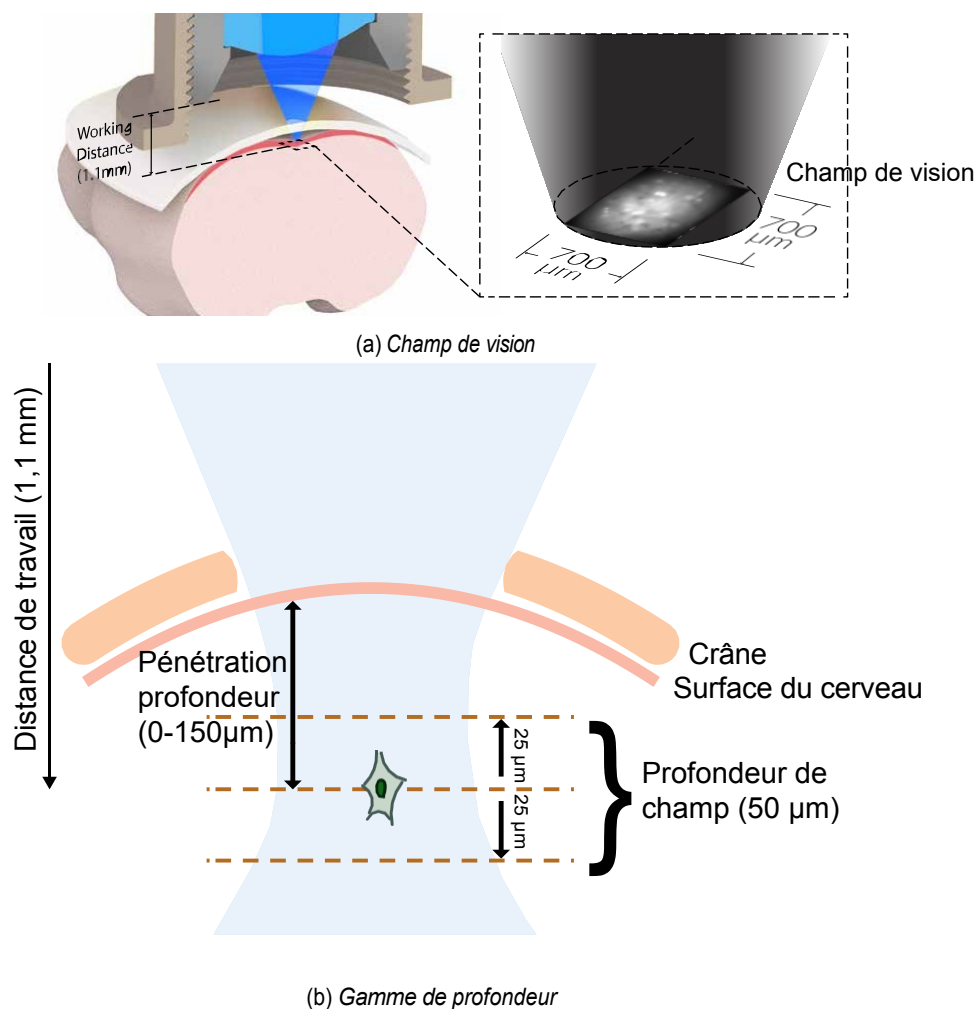 Working
Distance
(1.1mm)
Champ de vision
700
µm
700
µm
(a) Champ de vision
Distance de travail (1,1 mm)
Pénétration
profondeur
(0-150µm)
Crâne
Surface du cerveau
25 µm
25 µm
Profondeur de
champ (50 µm)
(b) Gamme de profondeur